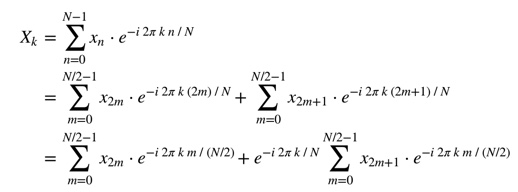 X_k = \sum_{n=0}^{N-1} x_n \cdot e^{-i 2\pi k n / N}
= \sum_{m=0}^{N/2-1} x_{2m} \cdot e^{-i 2\pi k (2m) / N} + \sum_{m=0}^{N/2-1} x_{2m+1} \cdot e^{-i 2\pi k (2m+1) / N}
= \sum_{m=0}^{N/2-1} x_{2m} \cdot e^{-i 2\pi k m / (N/2)} + e^{-i 2\pi k / N} \sum_{m=0}^{N/2-1} x_{2m+1} \cdot e^{-i 2\pi k m / (N/2)}